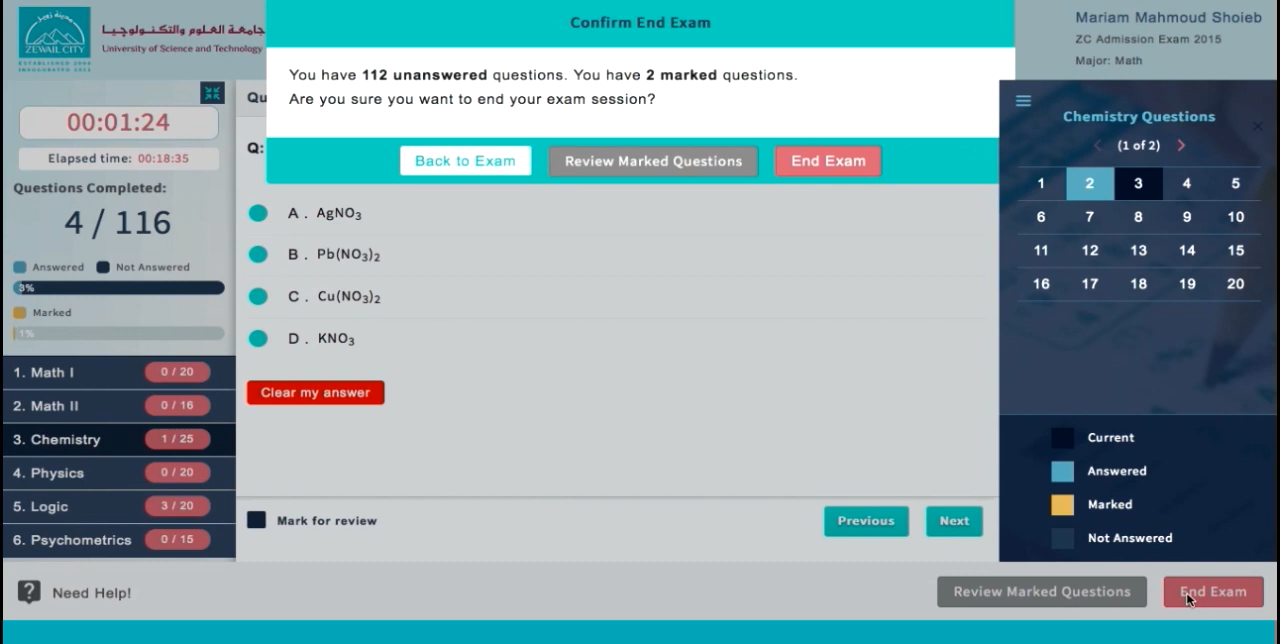 جامعة العلوم والتكنولوجيا
University of Science and Technology
ZEWAIL CITY
Confirm End Exam
You have 112 unanswered questions. You have 2 marked questions.
Are you sure you want to end your exam session?
Back to Exam
Review Marked Questions
End Exam
Mariam Mahmoud Shoieb
ZC Admission Exam 2015
Major: Math
00:01:24
Elapsed time: 00:18:35
Questions Completed:
4 / 116
Answered Not Answered
3%
Marked
1%
1. Math I 0 / 20
2. Math II 0 / 16
3. Chemistry 1 / 25
4. Physics 0 / 20
5. Logic 3 / 20
6. Psychometrics 0 / 15
Qu
Q:
A . AgNO₃
B . Pb(NO₃)₂
C . Cu(NO₃)₂
D . KNO₃
Clear my answer
Mark for review
Previous
Next
Chemistry Questions
(1 of 2)
1 2 3 4 5
6 7 8 9 10
11 12 13 14 15
16 17 18 19 20
Current
Answered
Marked
Not Answered
Need Help!
Review Marked Questions
End Exam